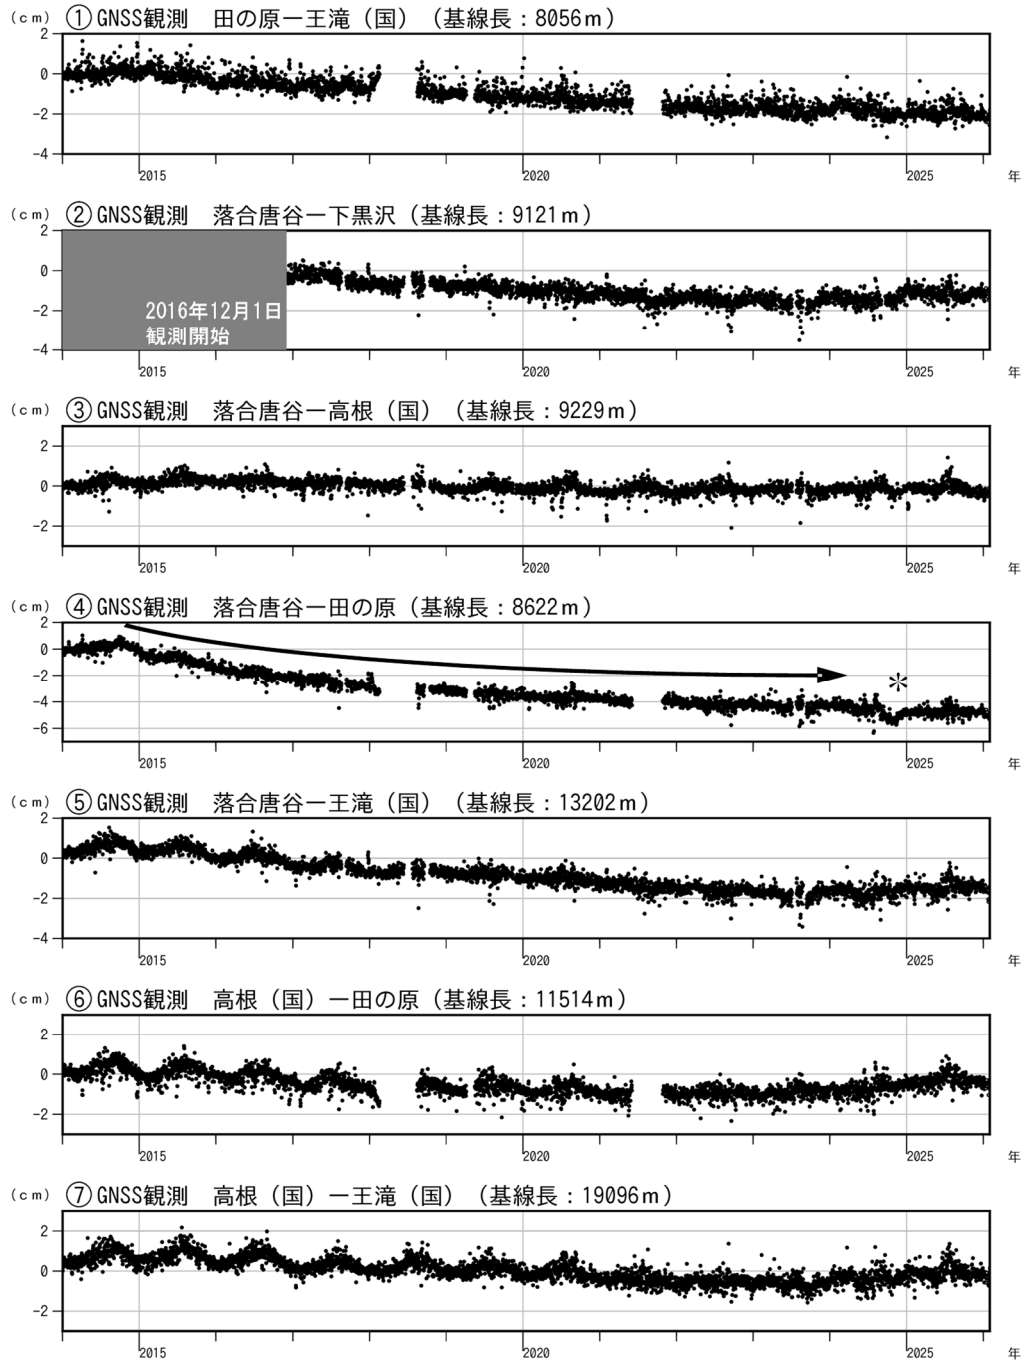 (cm) ①GNSS観測 田の原ー王滝(国)(基線長:8056m)
2
0
-2
-4
2015 2020 2025 年
(cm) ②GNSS観測 落合唐谷ー下黒沢(基線長:9121m)
2
0
-2
-4
2016年12月1日
観測開始
2015 2020 2025 年
(cm) ③GNSS観測 落合唐谷ー高根(国)(基線長:9229m)
2
0
-2
2015 2020 2025 年
(cm) ④GNSS観測 落合唐谷ー田の原(基線長:8622m)
2
0
-2
-4
-6
*
2015 2020 2025 年
(cm) ⑤GNSS観測 落合唐谷ー王滝(国)(基線長:13202m)
2
0
-2
-4
2015 2020 2025 年
(cm) ⑥GNSS観測 高根(国)ー田の原(基線長:11514m)
2
0
-2
2015 2020 2025 年
(cm) ⑦GNSS観測 高根(国)ー王滝(国)(基線長:19096m)
2
0
-2
2015 2020 2025 年